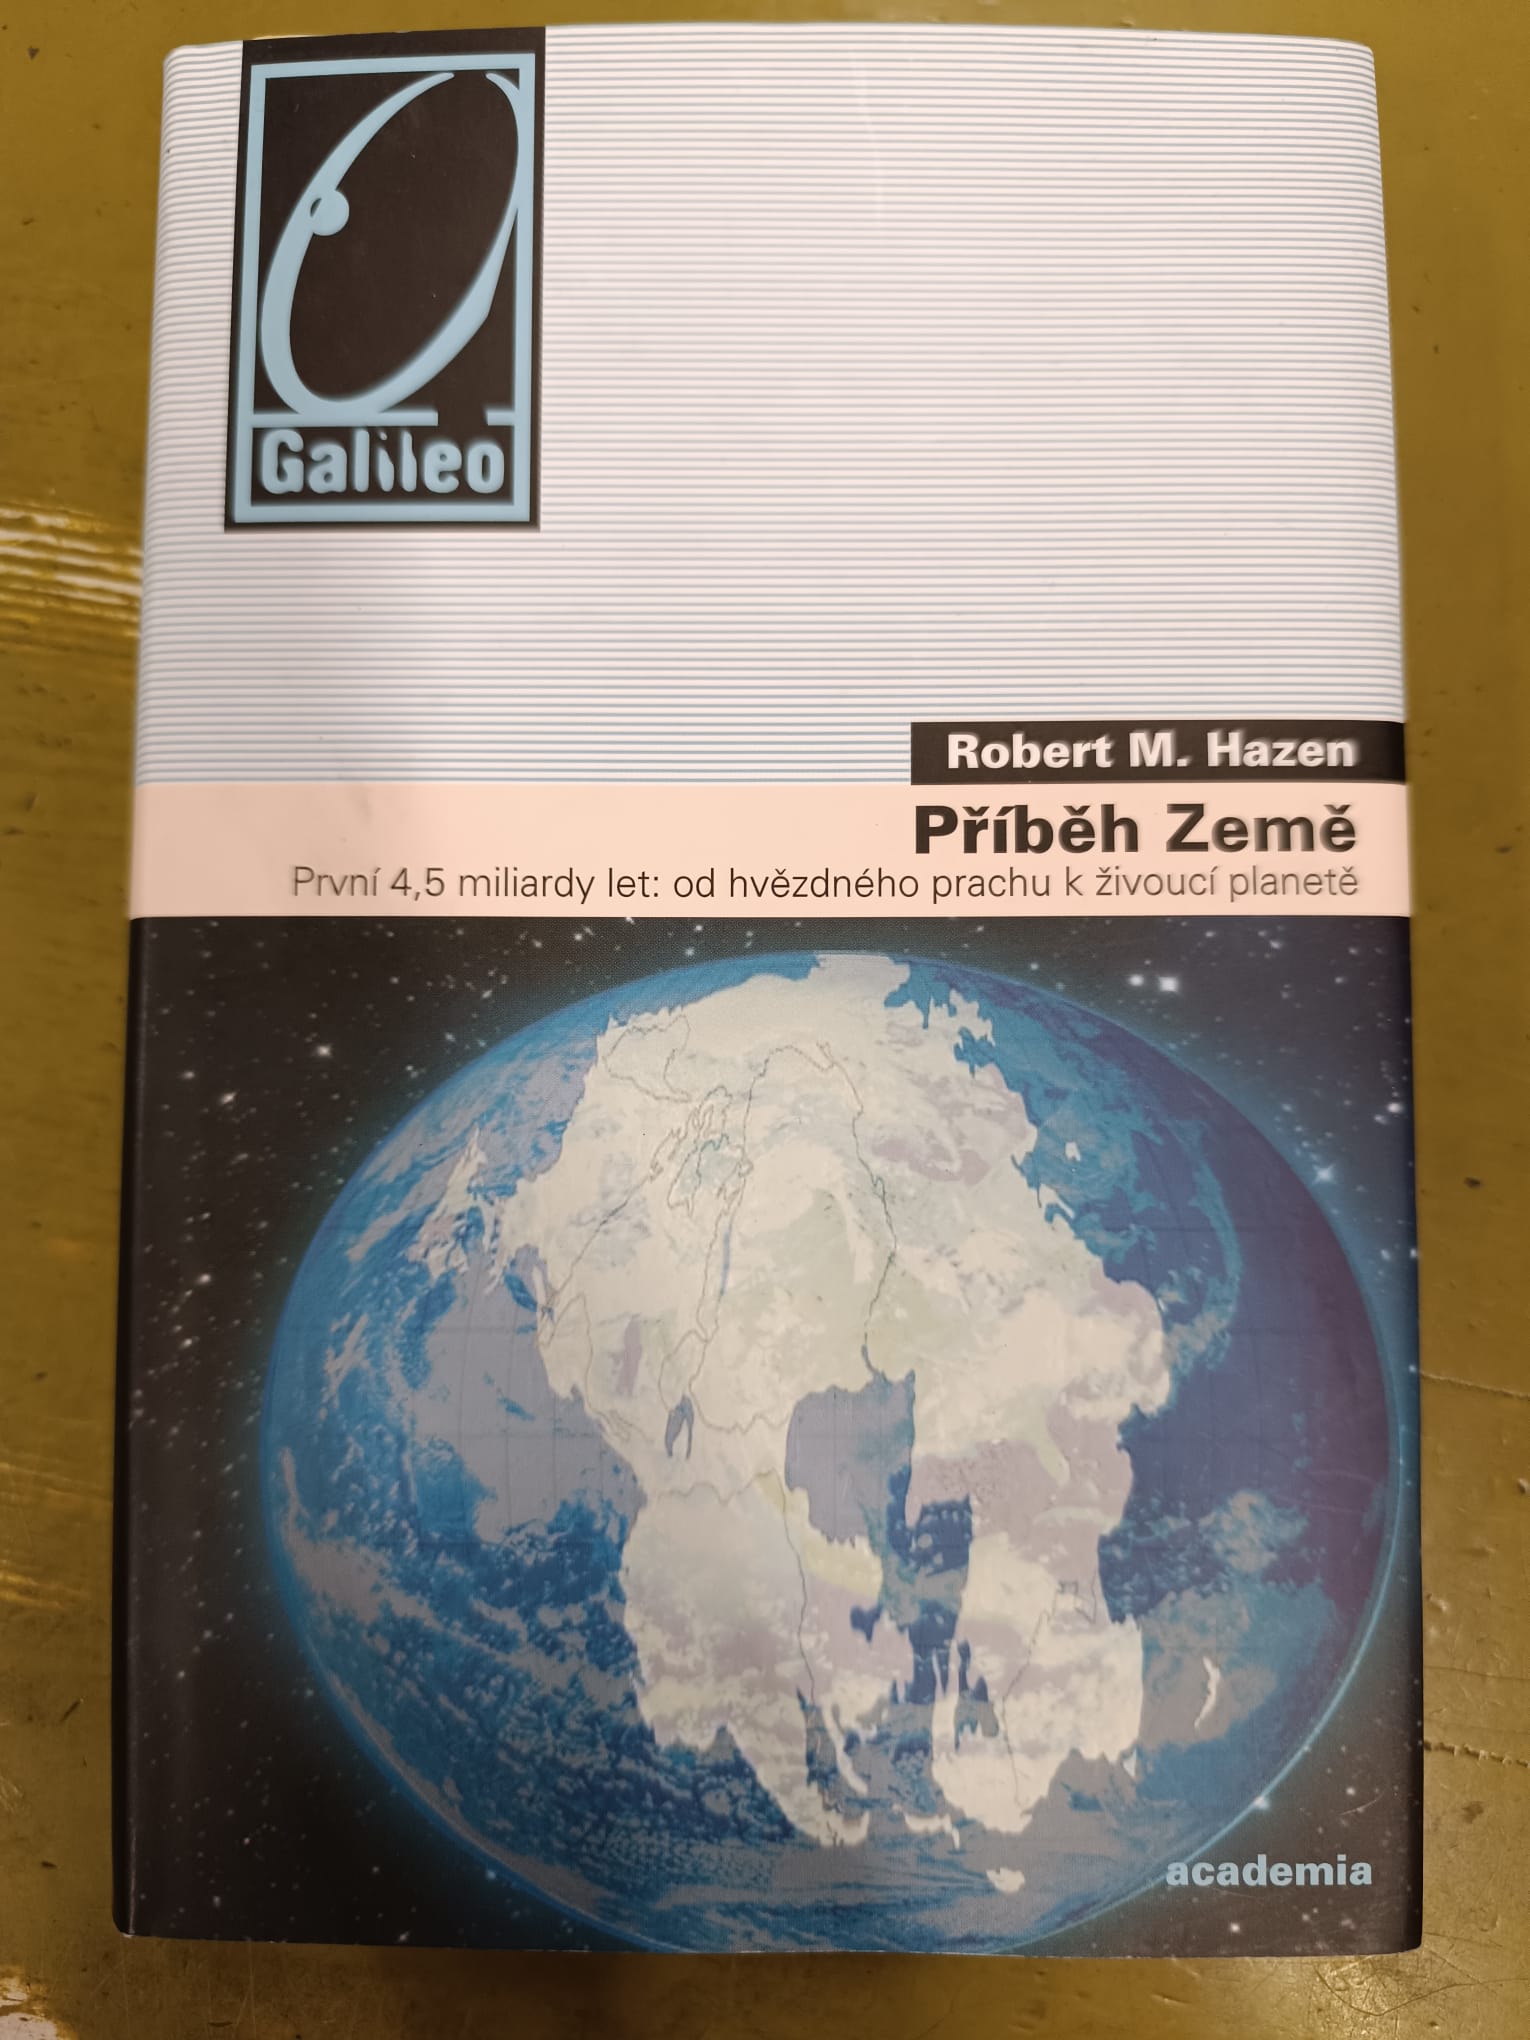 Galileo
Robert M. Hazen
Příběh Země
První 4,5 miliardy let: od hvězdného prachu k živoucí planetě
academia